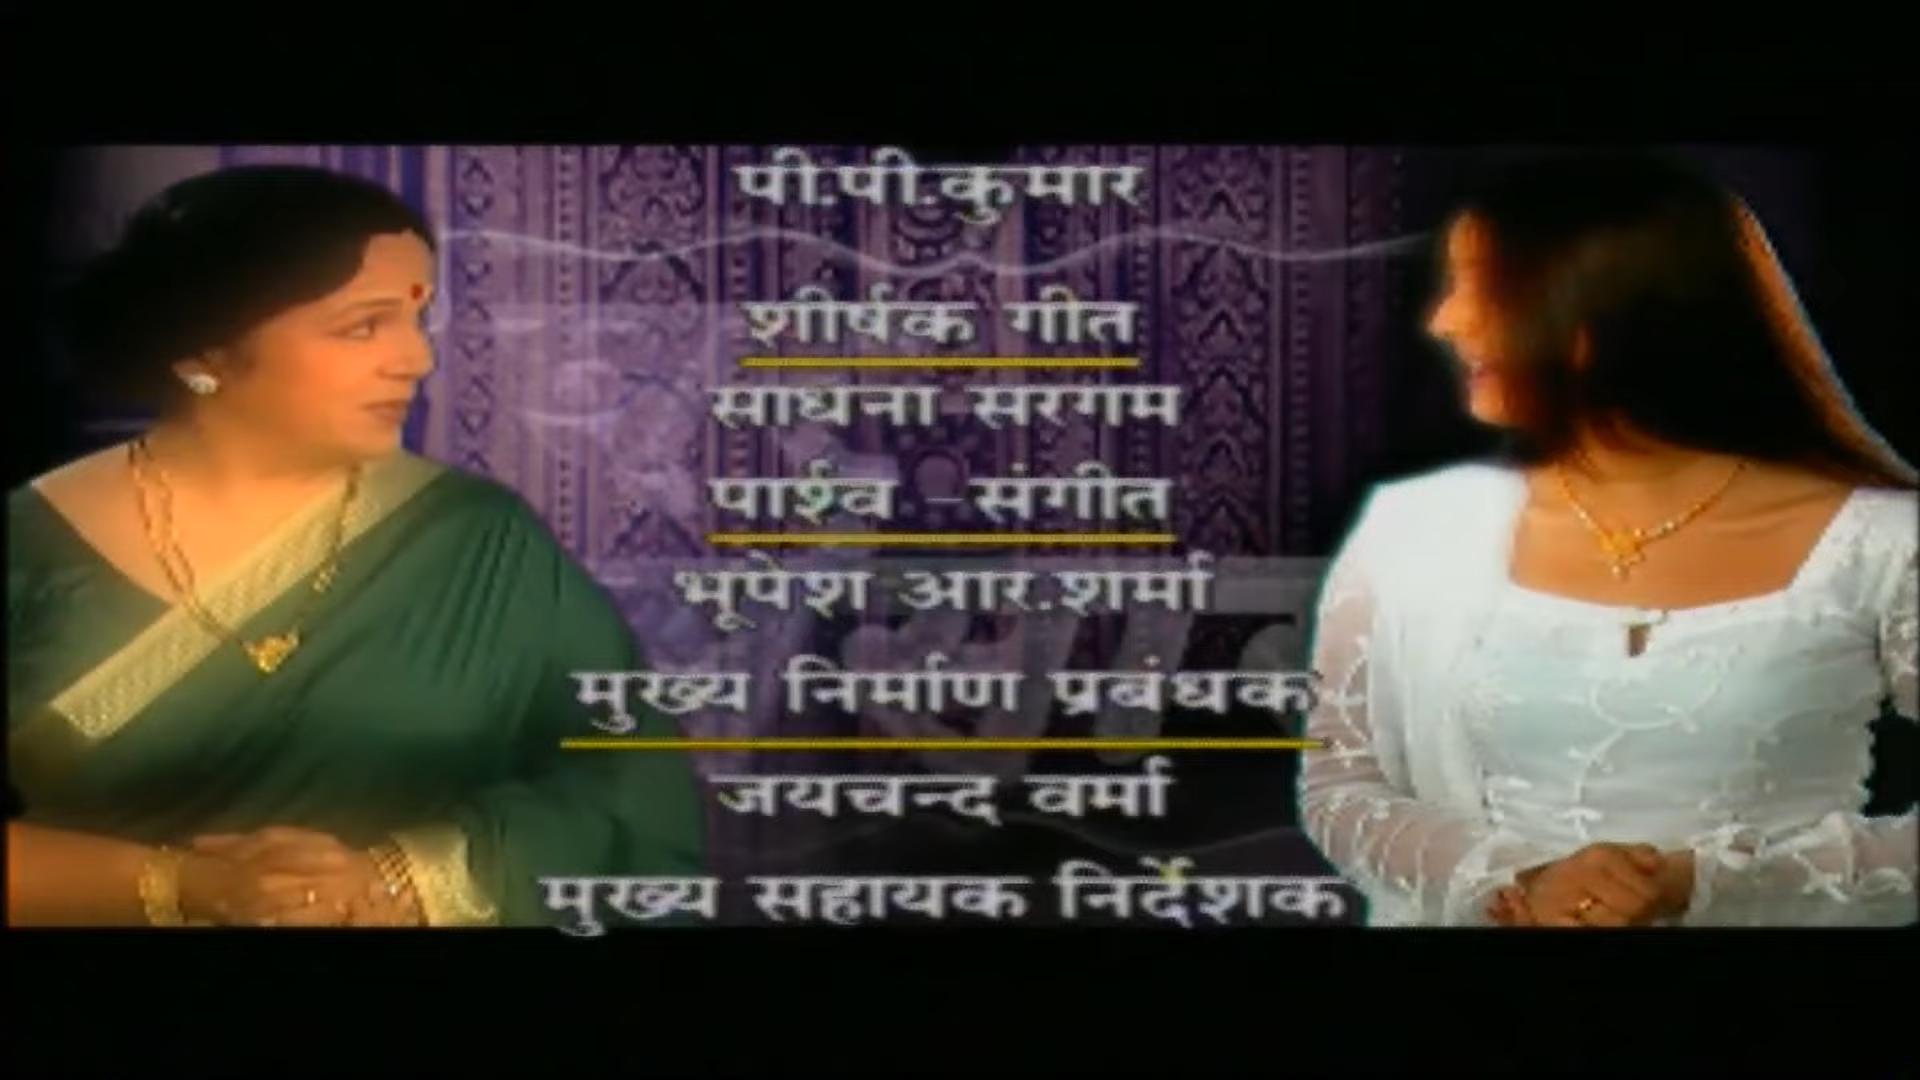 पी.पी.कुमार
शीर्षक गीत
साधना सरगम
पार्श्व -संगीत
भूपेश आर.शर्मा
मुख्य निर्माण प्रबंधक
जयचन्द वर्मा
मुख्य सहायक निर्देशक